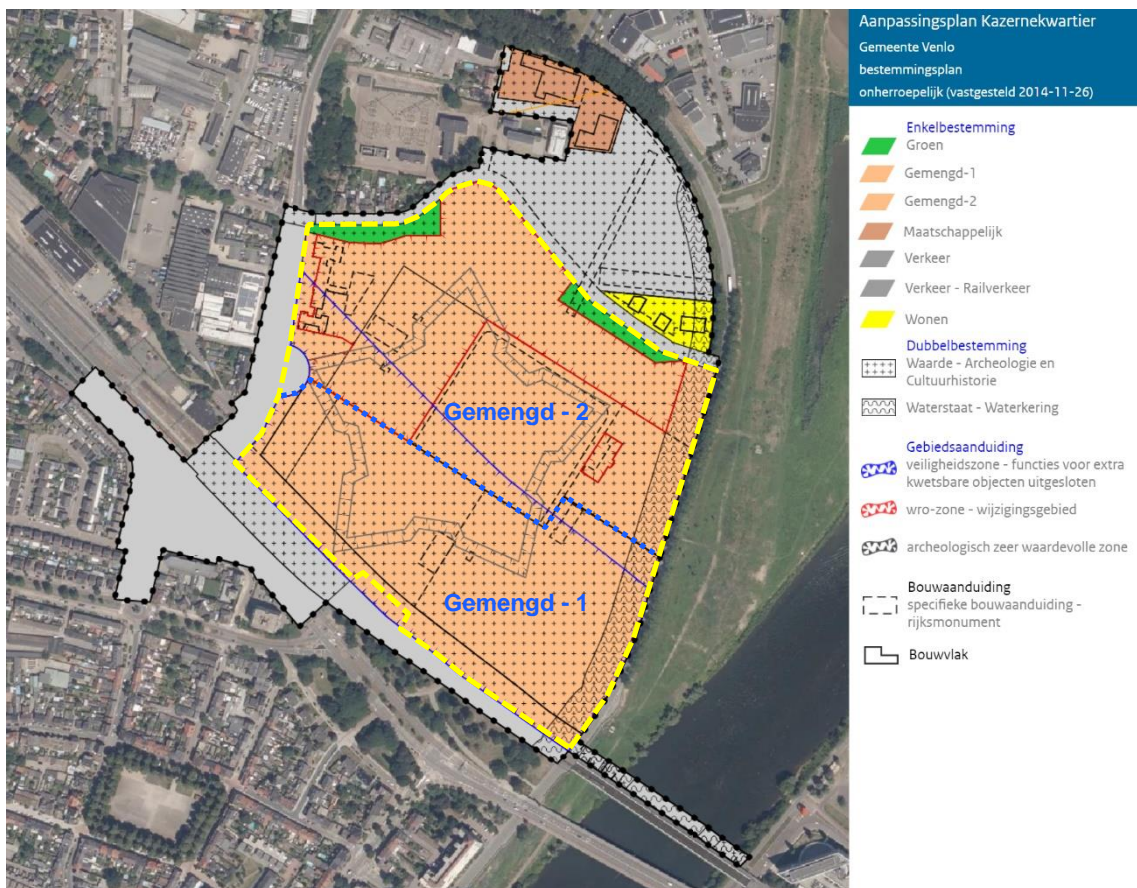 Aanpassingsplan Kazernekwartier
Gemeente Venlo
bestemmingsplan
onherroepelijk (vastgesteld 2014-11-26)
Enkelbestemming
Groen
Gemengd-1
Gemengd-2
Maatschappelijk
Verkeer
Verkeer - Railverkeer
Wonen
Dubbelbestemming
Waarde - Archeologie en
Cultuurhistorie
Waterstaat - Waterkering
Gebiedsaanduiding
veiligheidszone - functies voor extra
kwetsbare objecten uitgesloten
wro-zone - wijzigingsgebied
archeologisch zeer waardevolle zone
Bouwaanduiding
specifieke bouwaanduiding -
rijksmonument
Bouwvlak
Gemengd - 2
Gemengd - 1